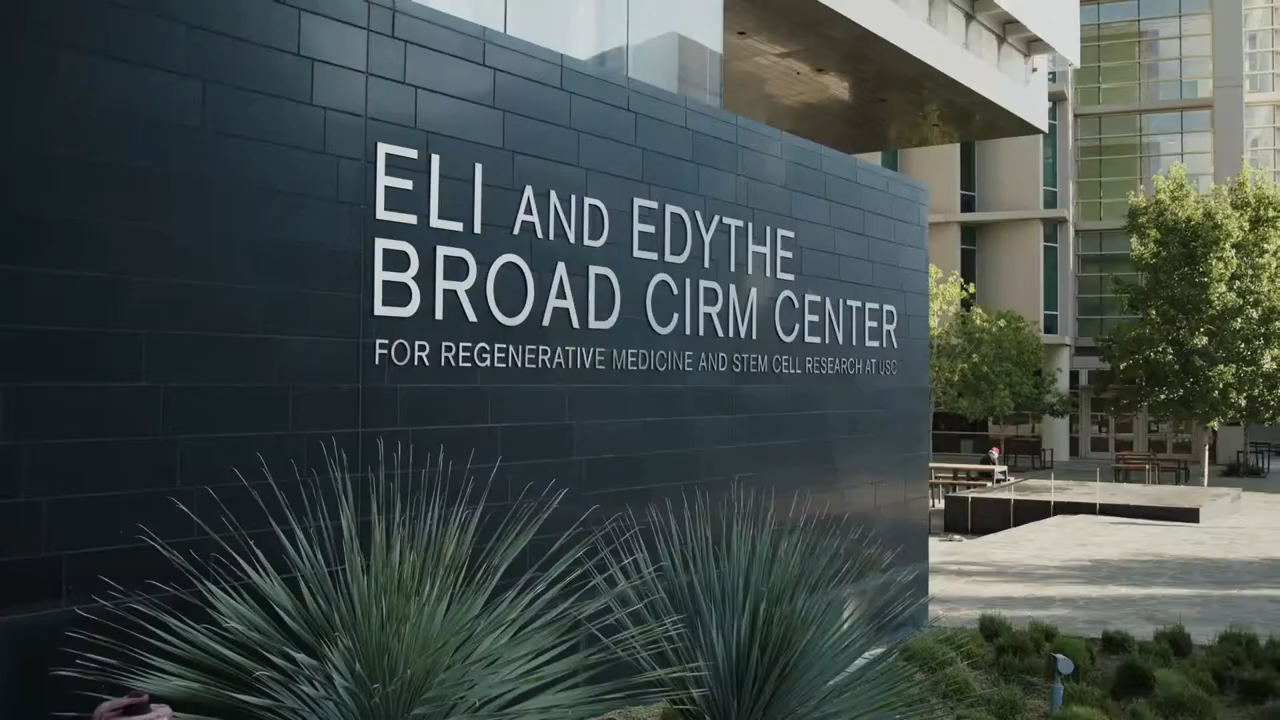 ELI AND EDYTHE
BROAD CIRM CENTER
FOR REGENERATIVE MEDICINE AND STEM CELL RESEARCH AT USC